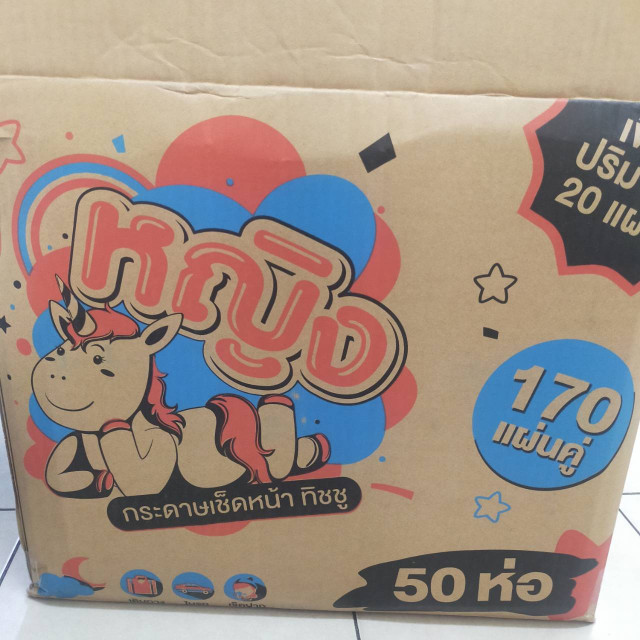 หญิง
กระดาษเช็ดหน้า ทิชชู
ปริม
20 แผ
170
แผ่นคู่
50 ห่อ